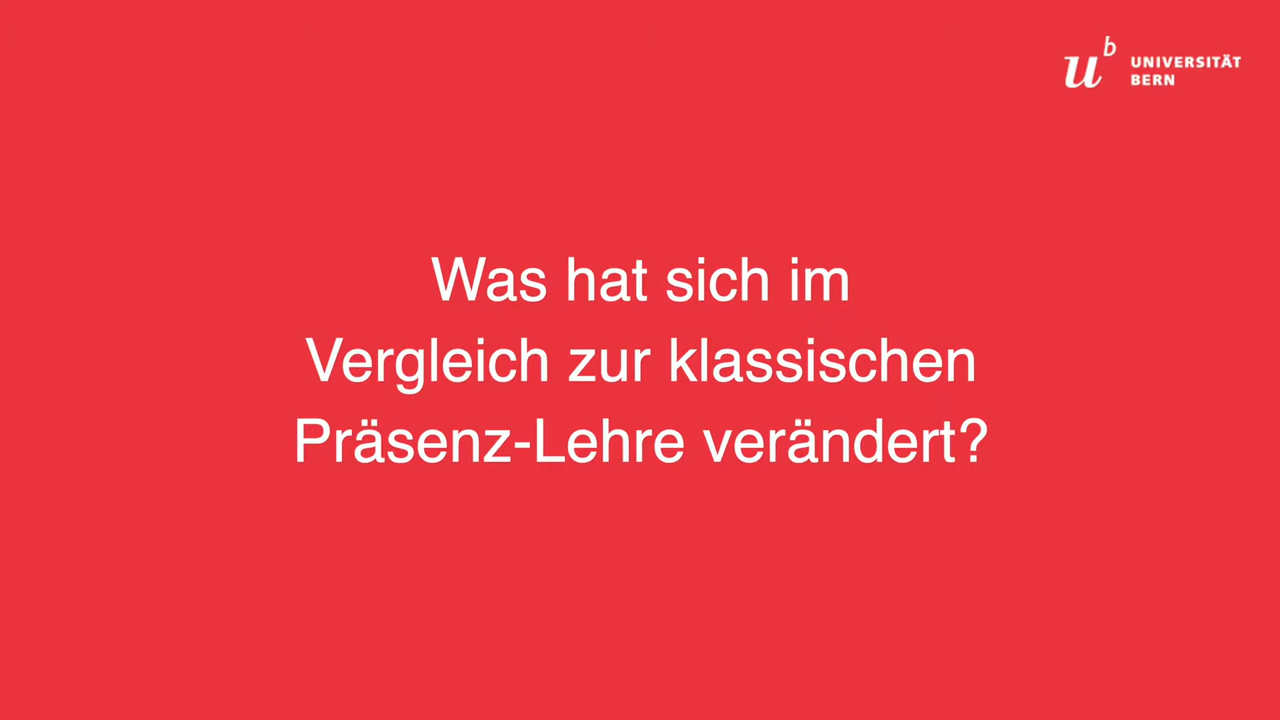 u^b UNIVERSITÄT
BERN
Was hat sich im
Vergleich zur klassischen
Präsenz-Lehre verändert?